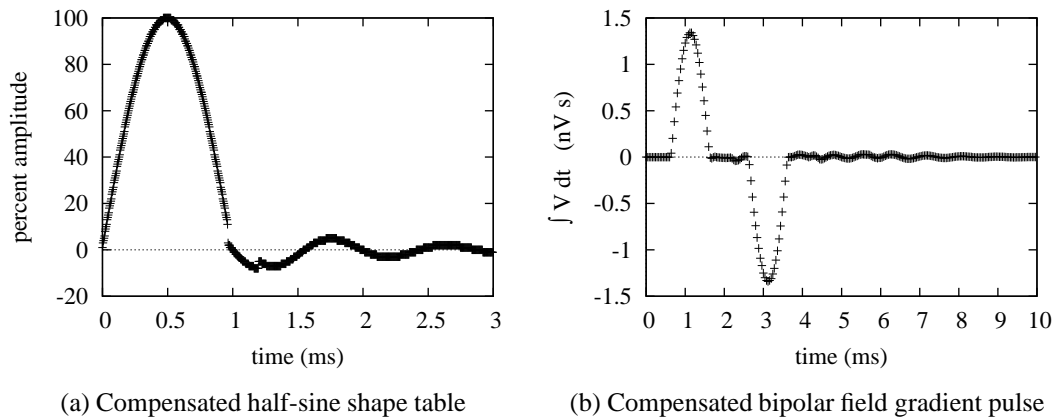 percent amplitude
100
80
60
40
20
0
-20
0 0.5 1 1.5 2 2.5 3
time (ms)
(a) Compensated half-sine shape table
∫ V dt (nV s)
1.5
1
0.5
0
-0.5
-1
-1.5
0 1 2 3 4 5 6 7 8 9 10
time (ms)
(b) Compensated bipolar field gradient pulse